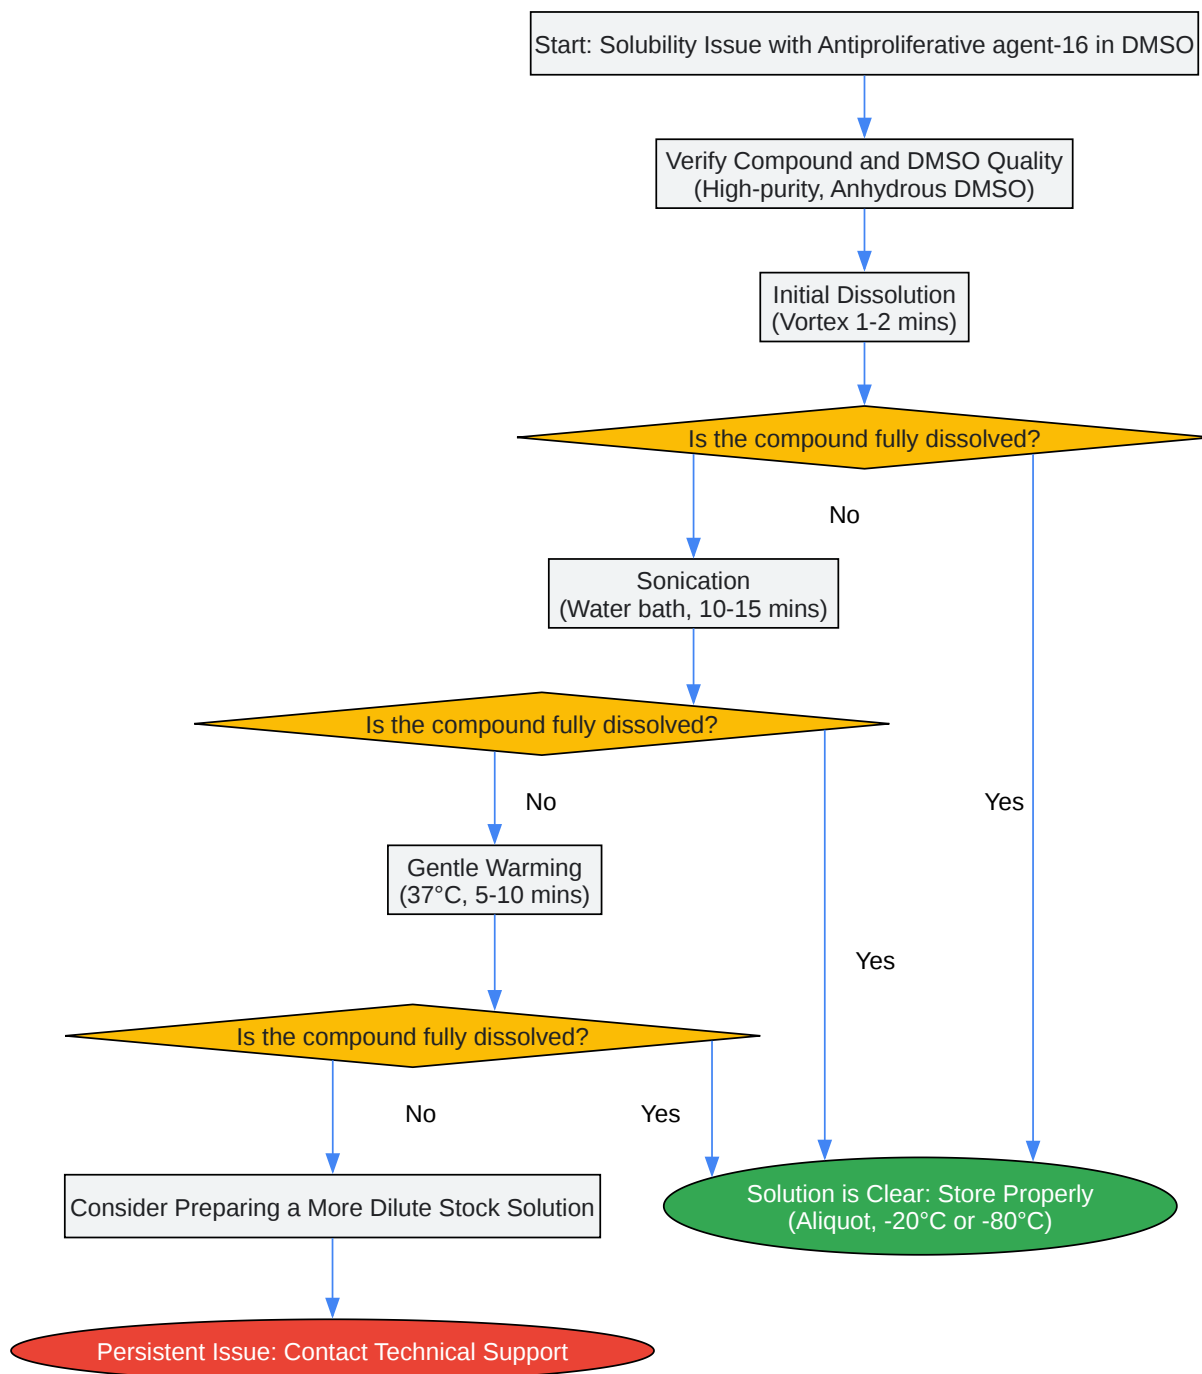 Start: Solubility Issue with Antiproliferative agent-16 in DMSO
Verify Compound and DMSO Quality
(High-purity, Anhydrous DMSO)
Initial Dissolution
(Vortex 1-2 mins)
Is the compound fully dissolved?
No
Sonication
(Water bath, 10-15 mins)
Is the compound fully dissolved?
No
Yes
Gentle Warming
(37°C, 5-10 mins)
Yes
Is the compound fully dissolved?
No
Yes
Consider Preparing a More Dilute Stock Solution
Solution is Clear: Store Properly
(Aliquot, -20°C or -80°C)
Persistent Issue: Contact Technical Support